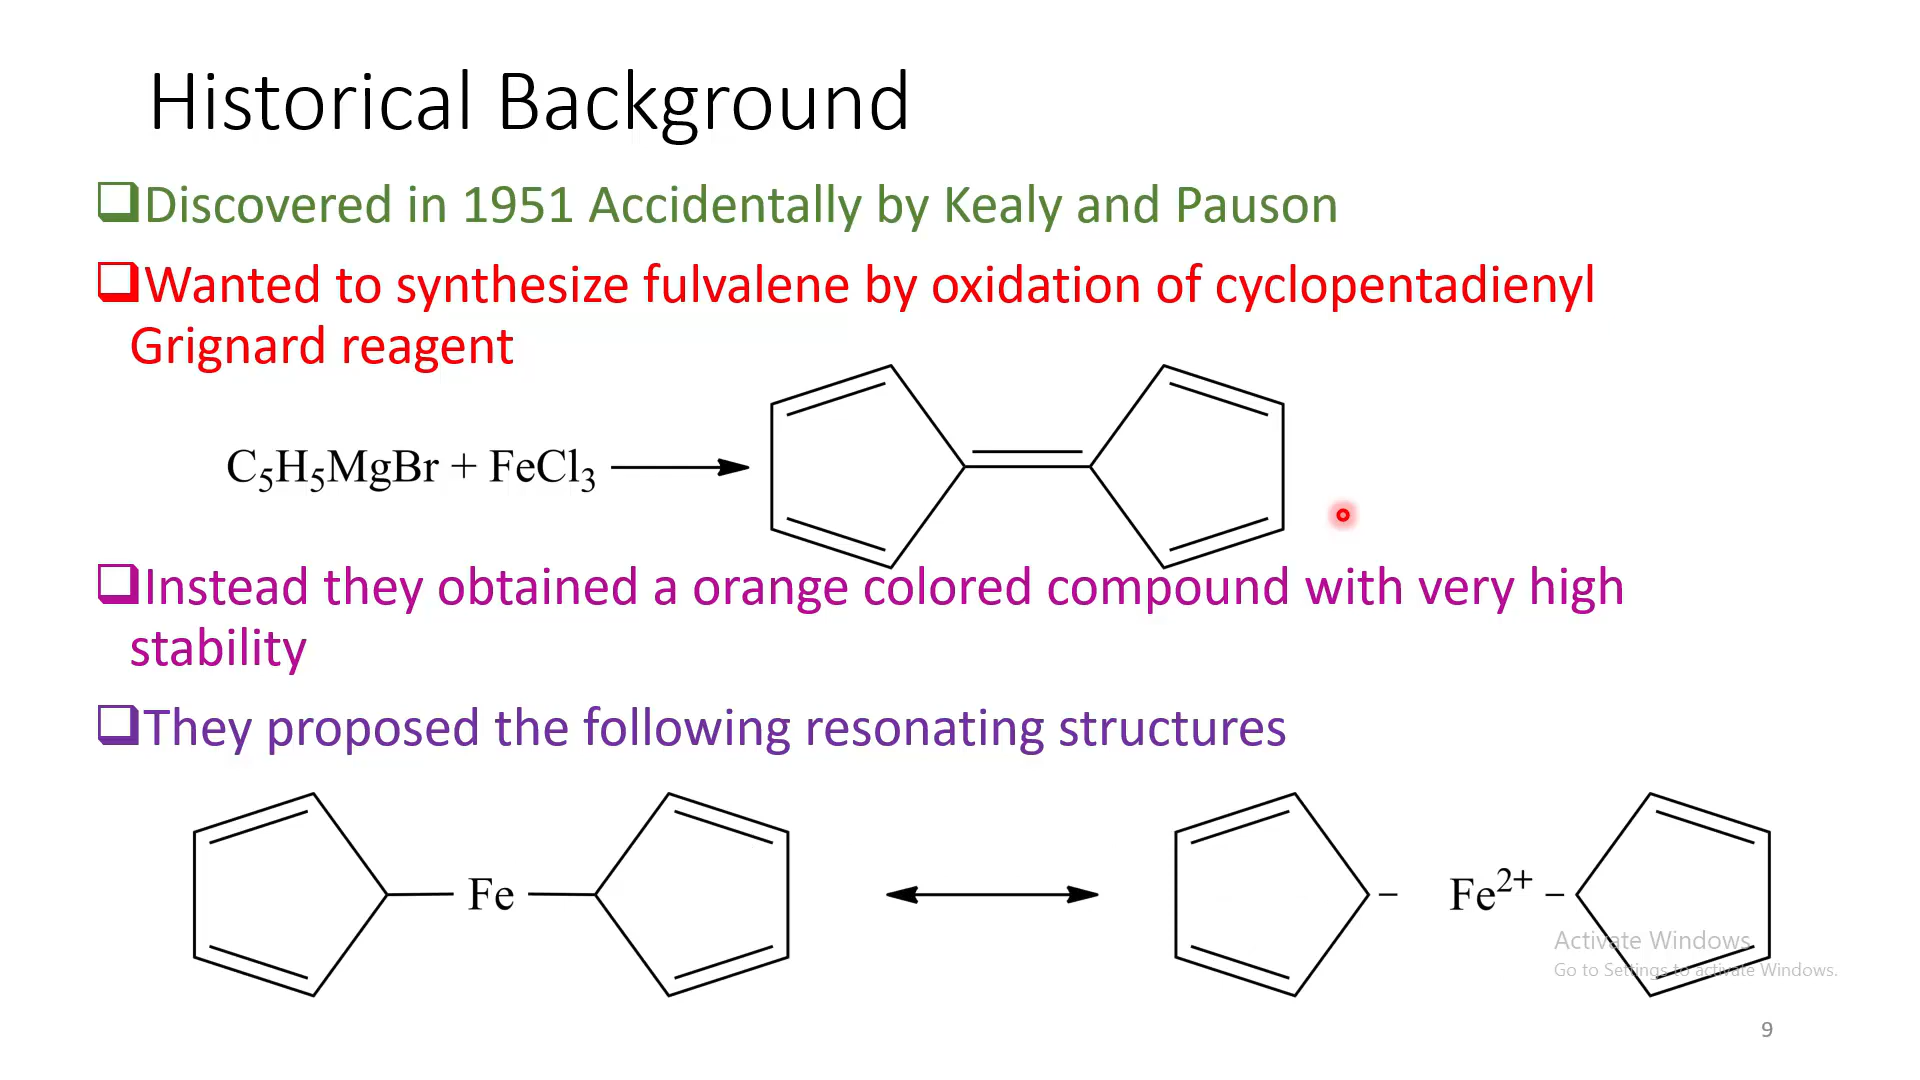 Historical Background
❑Discovered in 1951 Accidentally by Kealy and Pauson
❑Wanted to synthesize fulvalene by oxidation of cyclopentadienyl
Grignard reagent
C₅H₅MgBr + FeCl₃
❑Instead they obtained a orange colored compound with very high
stability
❑They proposed the following resonating structures
Fe
– Fe²⁺ –
Activate Windows
Go to Settings to activate Windows.
9